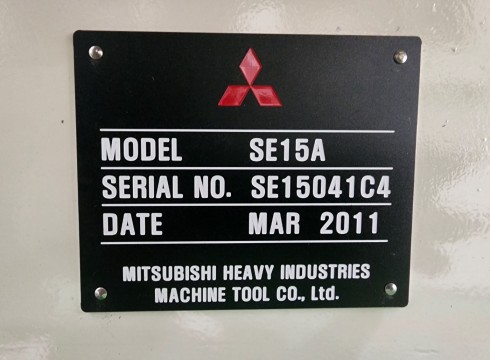 MODEL SE15A
SERIAL NO. SE15041C4
DATE MAR 2011
MITSUBISHI HEAVY INDUSTRIES
MACHINE TOOL CO., Ltd.